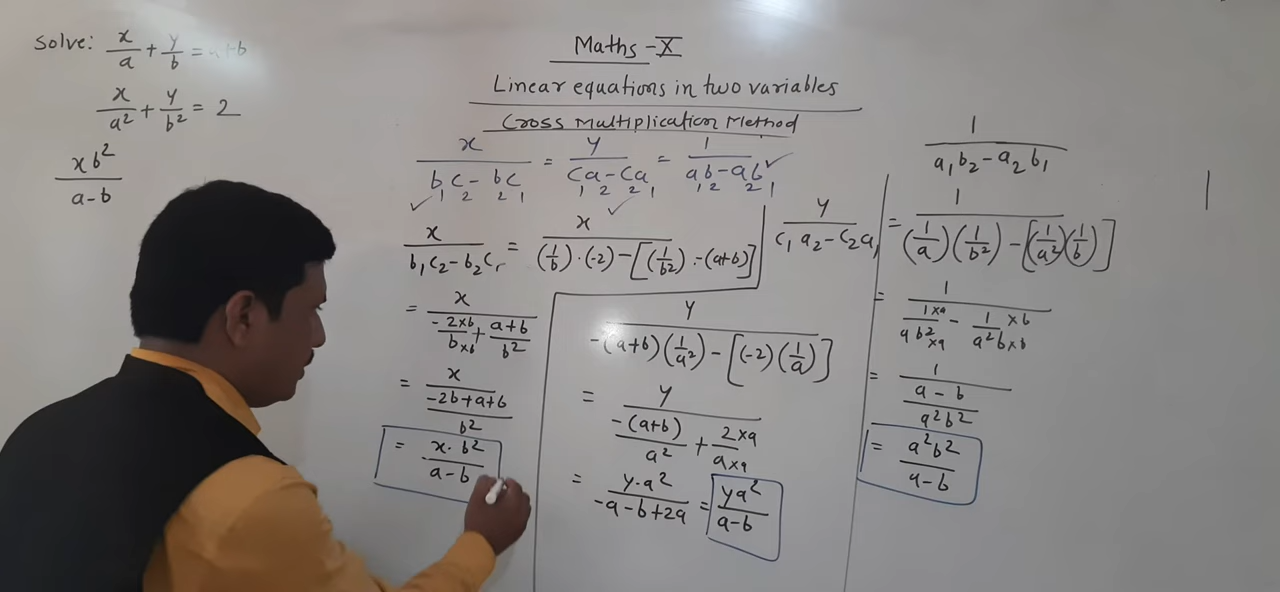 Solve: x/a + y/b = a+b
x/a² + y/b² = 2
xb²/a-b
Maths - X
Linear equations in two variables
Cross Multiplication Method
x/b₁c₂-b₂c₁ = y/c₁a₂-c₂a₁ = 1/a₁b₂-a₂b₁ ✓
✓ ✓
x/b₁c₂-b₂c₁ = x/(1/b)·(-2)-[(1/b²)·-(a+b)]
= x/-2×b/b×b + a+b/b²
= x/-2b+a+b/b²
= x·b²/a-b
y/c₁a₂-c₂a₁
y/-(a+b)(1/a²)-[(-2)(1/a)]
= y/-(a+b)/a² + 2×a/a×a
= y·a²/-a-b+2a = ya²/a-b
1/a₁b₂-a₂b₁
= 1/(1/a)(1/b²)-[(1/a²)(1/b)]
= 1/1×a/ab²×a - 1×b/a²b×b
= 1/a-b/a²b²
= a²b²/a-b